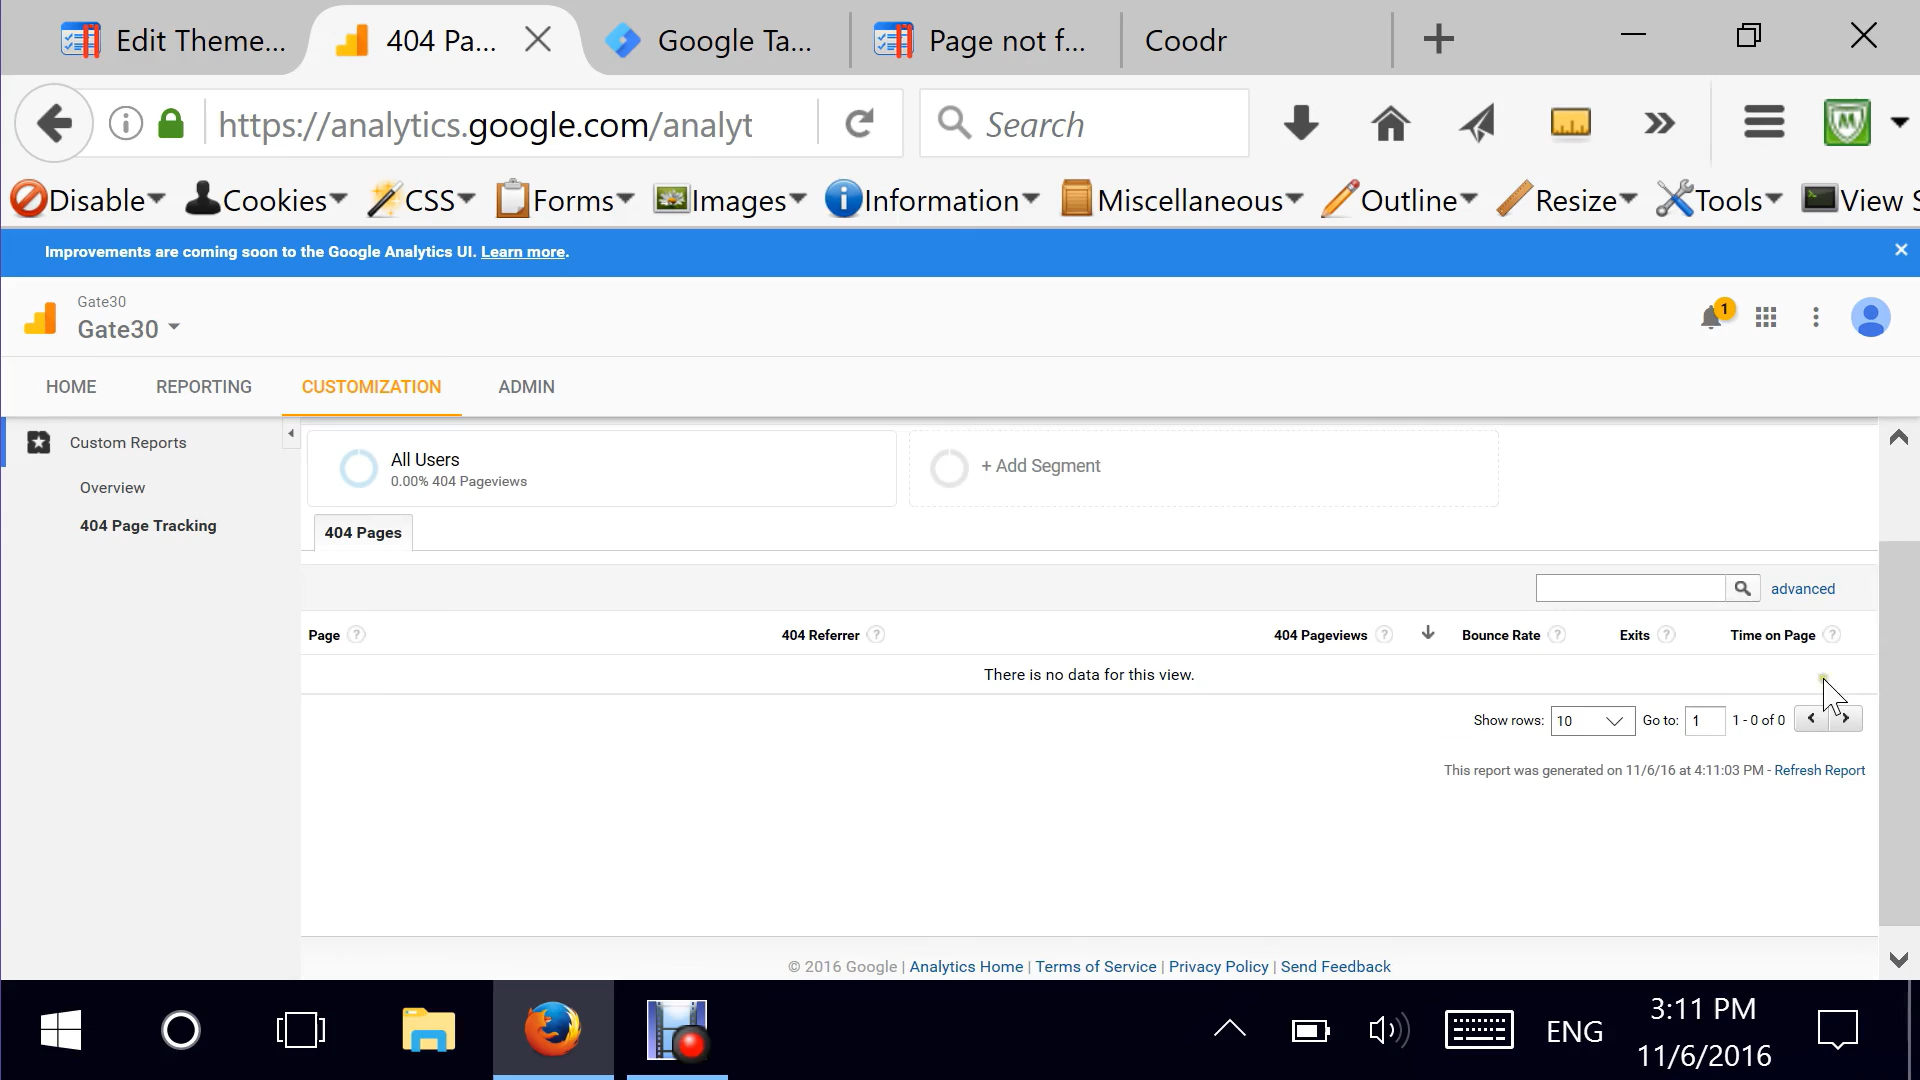 Edit Theme...
404 Pa...
Google Ta...
Page not f...
Coodr
https://analytics.google.com/analyt
Search
Disable
Cookies
CSS
Forms
Images
Information
Miscellaneous
Outline
Resize
Tools
View S
Improvements are coming soon to the Google Analytics UI. Learn more.
Gate30
Gate30
1
HOME
REPORTING
CUSTOMIZATION
ADMIN
Custom Reports
Overview
404 Page Tracking
All Users
0.00% 404 Pageviews
+ Add Segment
404 Pages
advanced
Page ?
404 Referrer ?
404 Pageviews ?
Bounce Rate ?
Exits ?
Time on Page ?
There is no data for this view.
Show rows: 10 Go to: 1 1 - 0 of 0
This report was generated on 11/6/16 at 4:11:03 PM - Refresh Report
© 2016 Google | Analytics Home | Terms of Service | Privacy Policy | Send Feedback
ENG
3:11 PM
11/6/2016